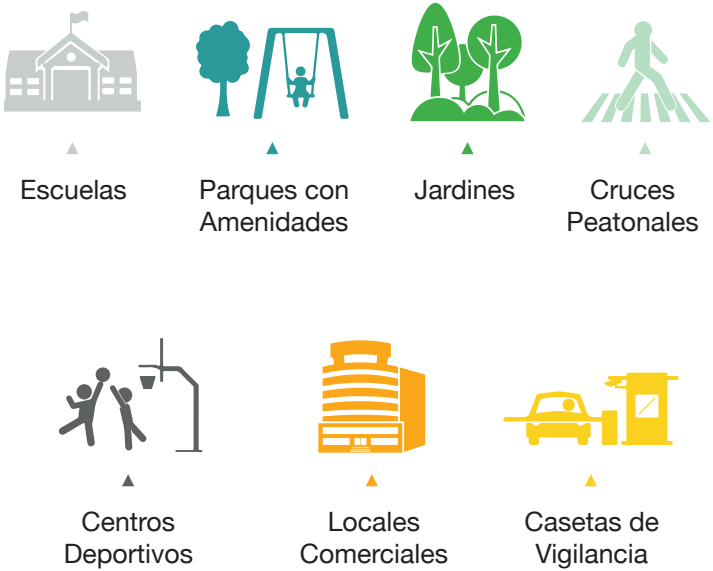 Escuelas
Parques con
Amenidades
Jardines
Cruces
Peatonales
Centros
Deportivos
Locales
Comerciales
Casetas de
Vigilancia